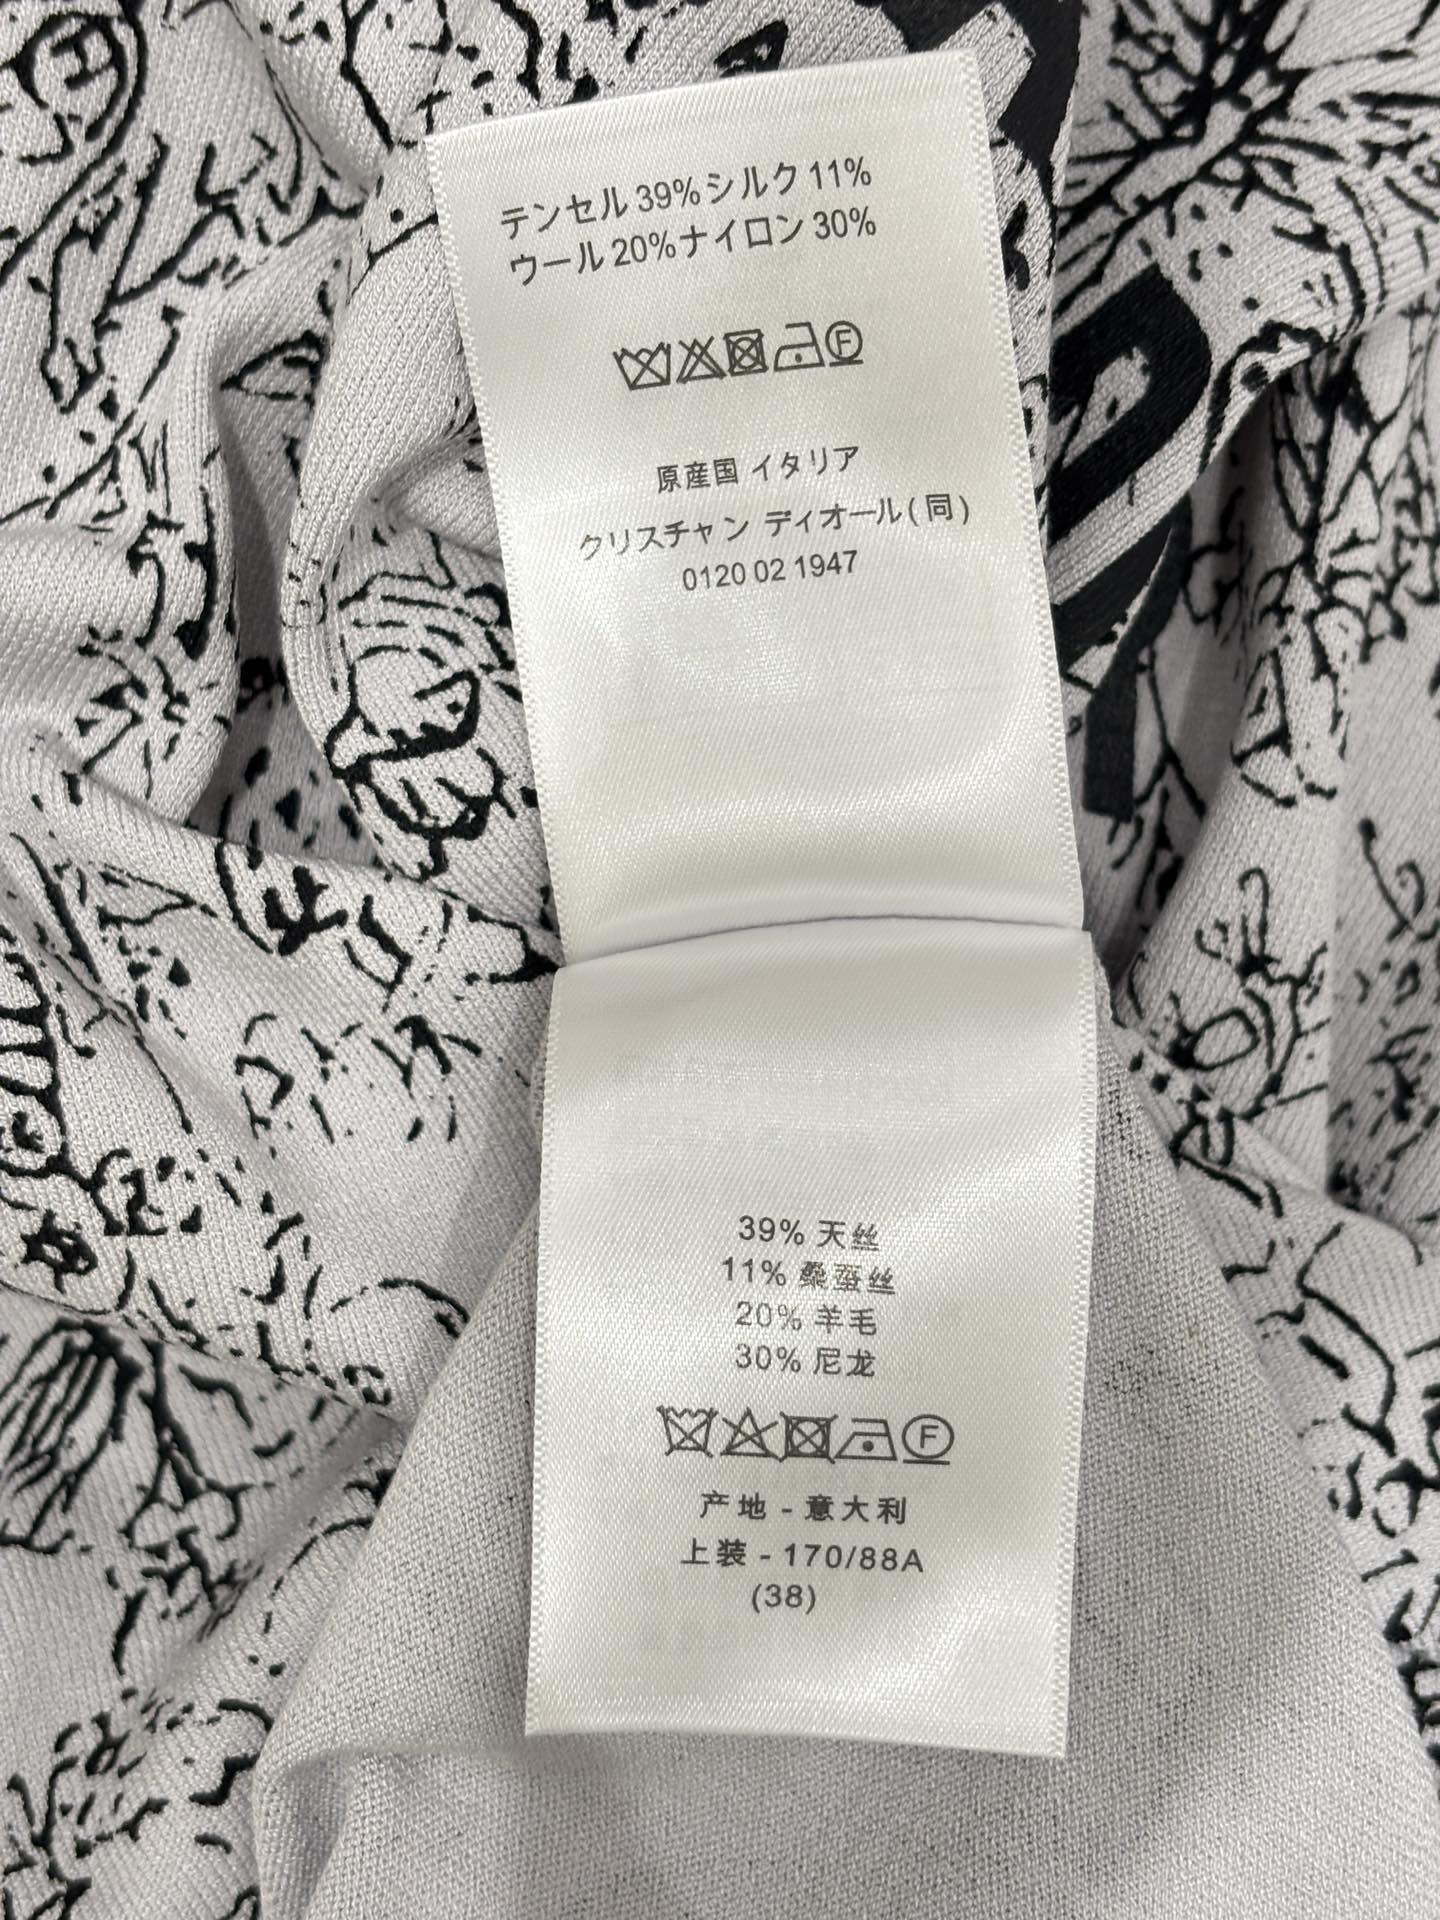 テンセル 39% シルク 11%
ウール 20% ナイロン 30%
F
原産国 イタリア
クリスチャン ディオール ( 同 )
0120 02 1947
39% 天丝
11% 桑蚕丝
20% 羊毛
30% 尼龙
F
产地 - 意大利
上装 - 170/88A
(38)